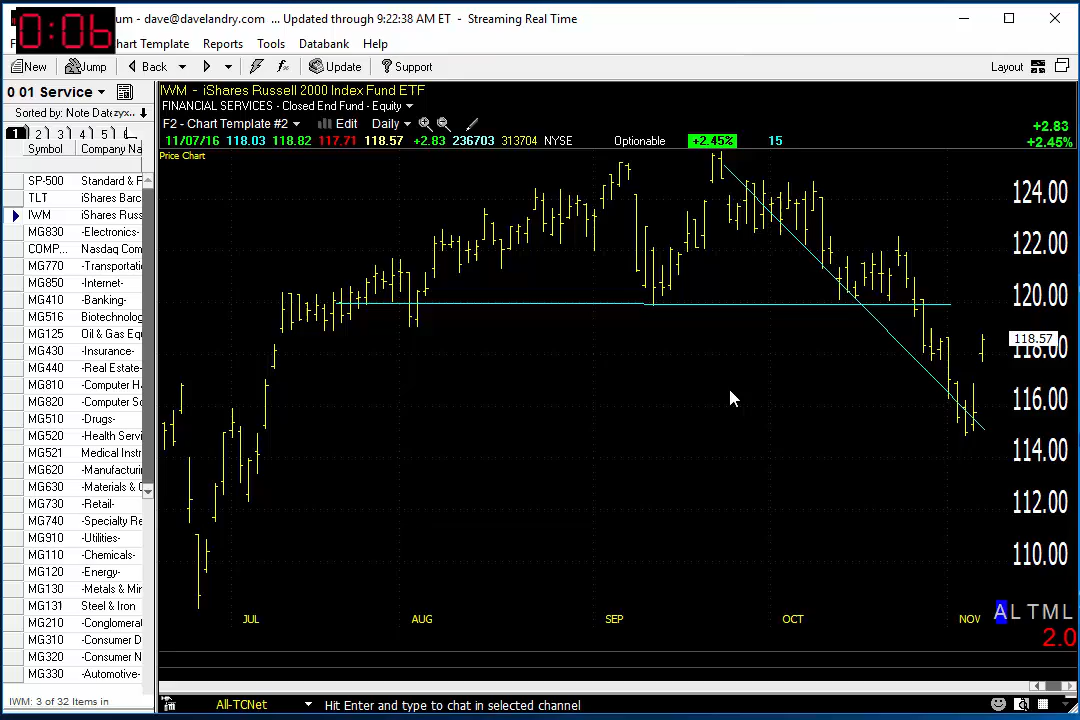 0:06
um - dave@davelandry.com ... Updated through 9:22:38 AM ET - Streaming Real Time
hart Template Reports Tools Databank Help
New Jump Back Update Support Layout
0 01 Service
Sorted by: Note Date
1 2 3 4 5
Symbol Company Na
SP-500 Standard & F
TLT iShares Barc
IWM iShares Russ
MG830 -Electronics-
COMP... Nasdaq Com
MG770 -Transportati
MG850 -Internet-
MG410 -Banking-
MG516 Biotechnolog
MG125 Oil & Gas Equ
MG430 -Insurance-
MG440 -Real Estate-
MG810 -Computer H
MG820 -Computer So
MG510 -Drugs-
MG520 -Health Servi
MG521 Medical Instr
MG620 -Manufacturi
MG630 -Materials & C
MG730 -Retail-
MG740 -Specialty Re
MG910 -Utilities-
MG110 -Chemicals-
MG120 -Energy-
MG130 -Metals & Min
MG131 Steel & Iron
MG210 -Conglomera
MG310 -Consumer D
MG320 -Consumer N
MG330 -Automotive-
IWM: 3 of 32 Items in
IWM - iShares Russell 2000 Index Fund ETF
FINANCIAL SERVICES - Closed End Fund - Equity
F2 - Chart Template #2 Edit Daily
+2.83
11/07/16 118.03 118.82 117.71 118.57 +2.83 236703 313704 NYSE Optionable +2.45% 15 +2.45%
Price Chart
124.00
122.00
120.00
118.57
118.00
116.00
114.00
112.00
110.00
JUL AUG SEP OCT NOV
A L T M L
2.0
All-TCNet Hit Enter and type to chat in selected channel